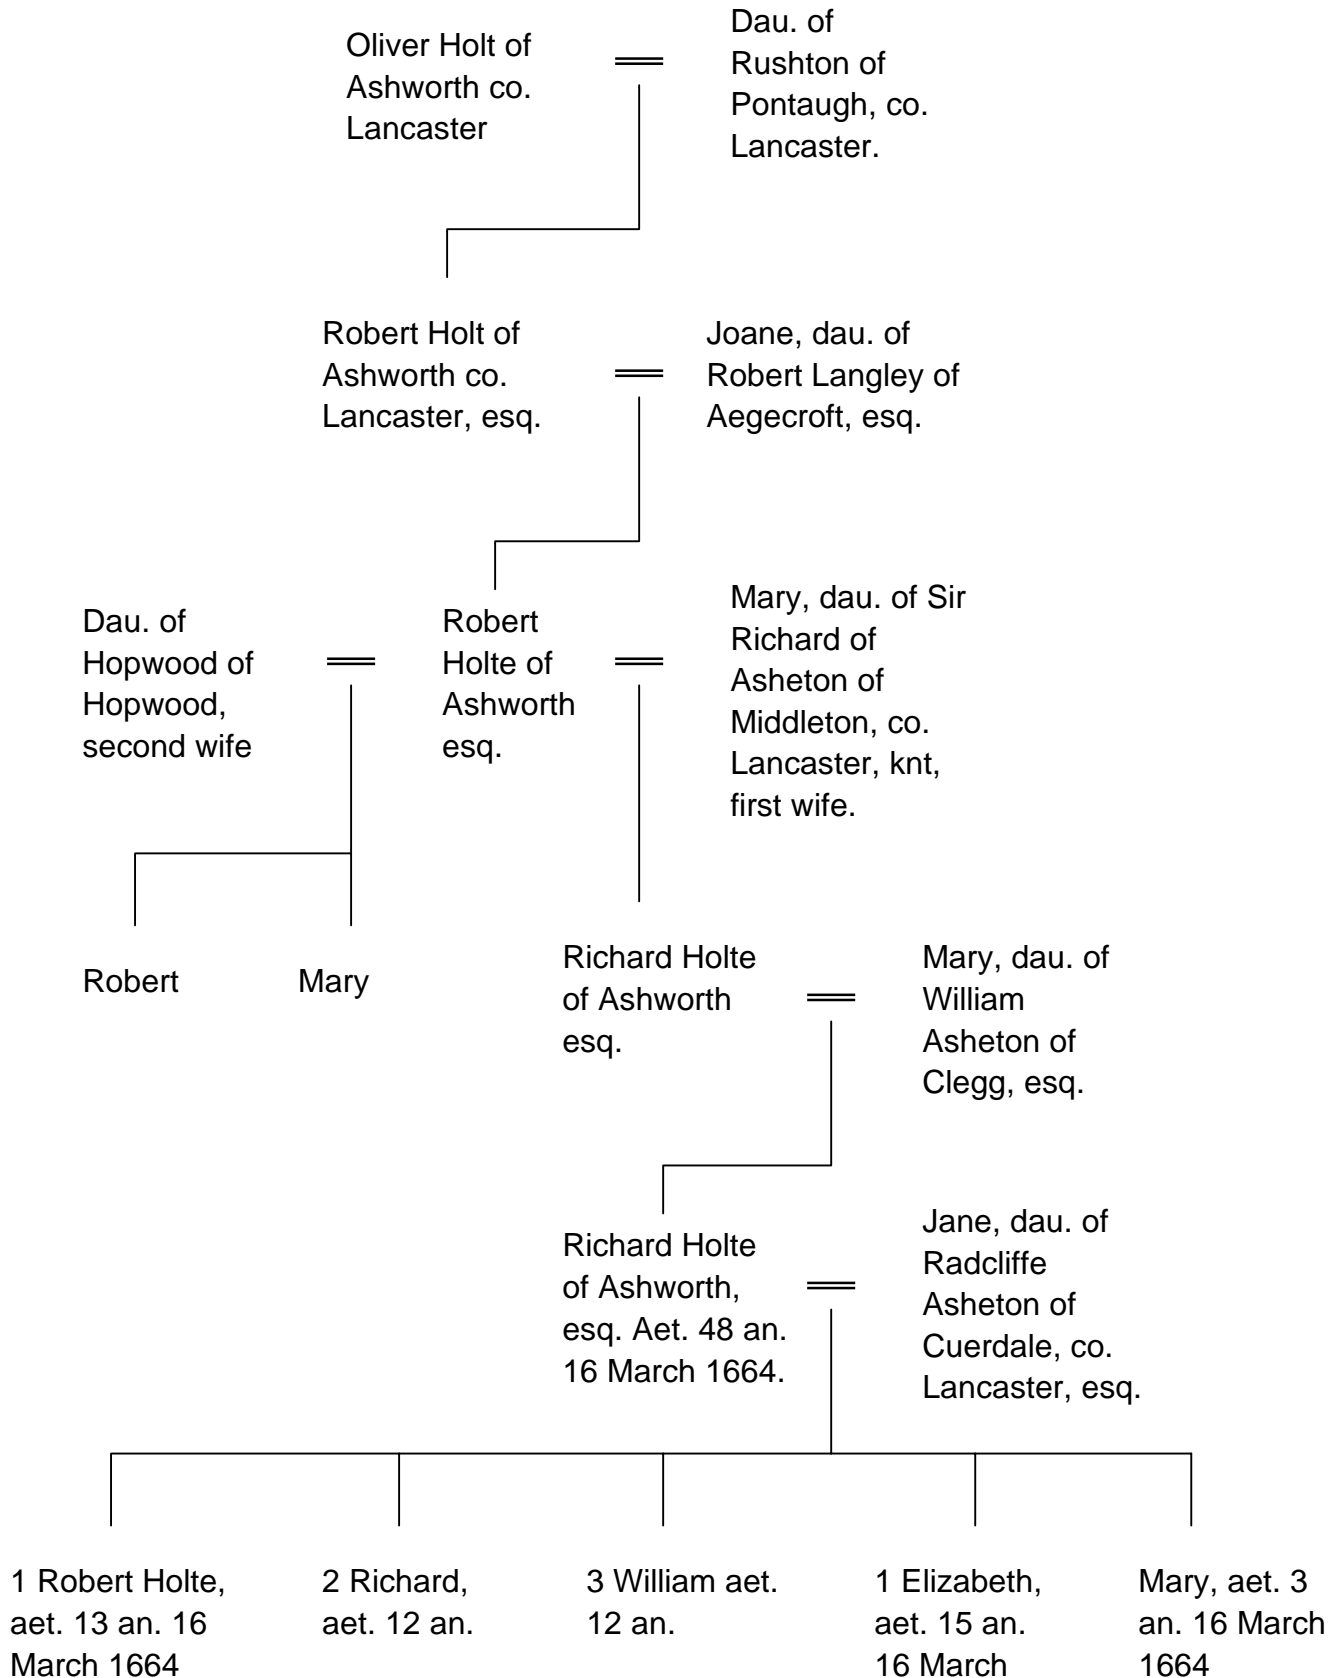 Oliver Holt of
Ashworth co.
Lancaster
Dau. of
Rushton of
Pontaugh, co.
Lancaster.
Robert Holt of
Ashworth co.
Lancaster, esq.
Joane, dau. of
Robert Langley of
Aegecroft, esq.
Dau. of
Hopwood of
Hopwood,
second wife
Robert
Holte of
Ashworth
esq.
Mary, dau. of Sir
Richard of
Asheton of
Middleton, co.
Lancaster, knt,
first wife.
Robert
Mary
Richard Holte
of Ashworth
esq.
Mary, dau. of
William
Asheton of
Clegg, esq.
Richard Holte
of Ashworth,
esq. Aet. 48 an.
16 March 1664.
Jane, dau. of
Radcliffe
Asheton of
Cuerdale, co.
Lancaster, esq.
1 Robert Holte,
aet. 13 an. 16
March 1664
2 Richard,
aet. 12 an.
3 William aet.
12 an.
1 Elizabeth,
aet. 15 an.
16 March
Mary, aet. 3
an. 16 March
1664